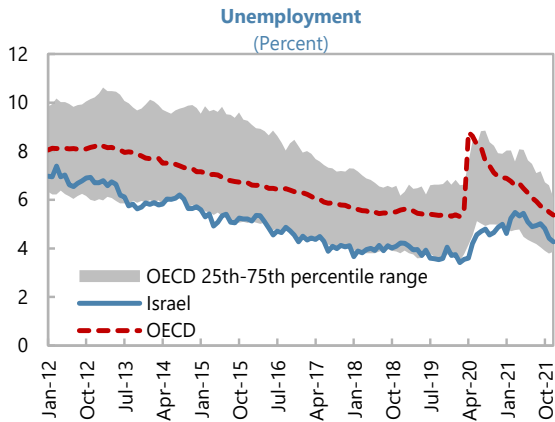 Unemployment
(Percent)
12
10
8
6
4
2
0
OECD 25th-75th percentile range
Israel
OECD
Jan-12
Oct-12
Jul-13
Apr-14
Jan-15
Oct-15
Jul-16
Apr-17
Jan-18
Oct-18
Jul-19
Apr-20
Jan-21
Oct-21